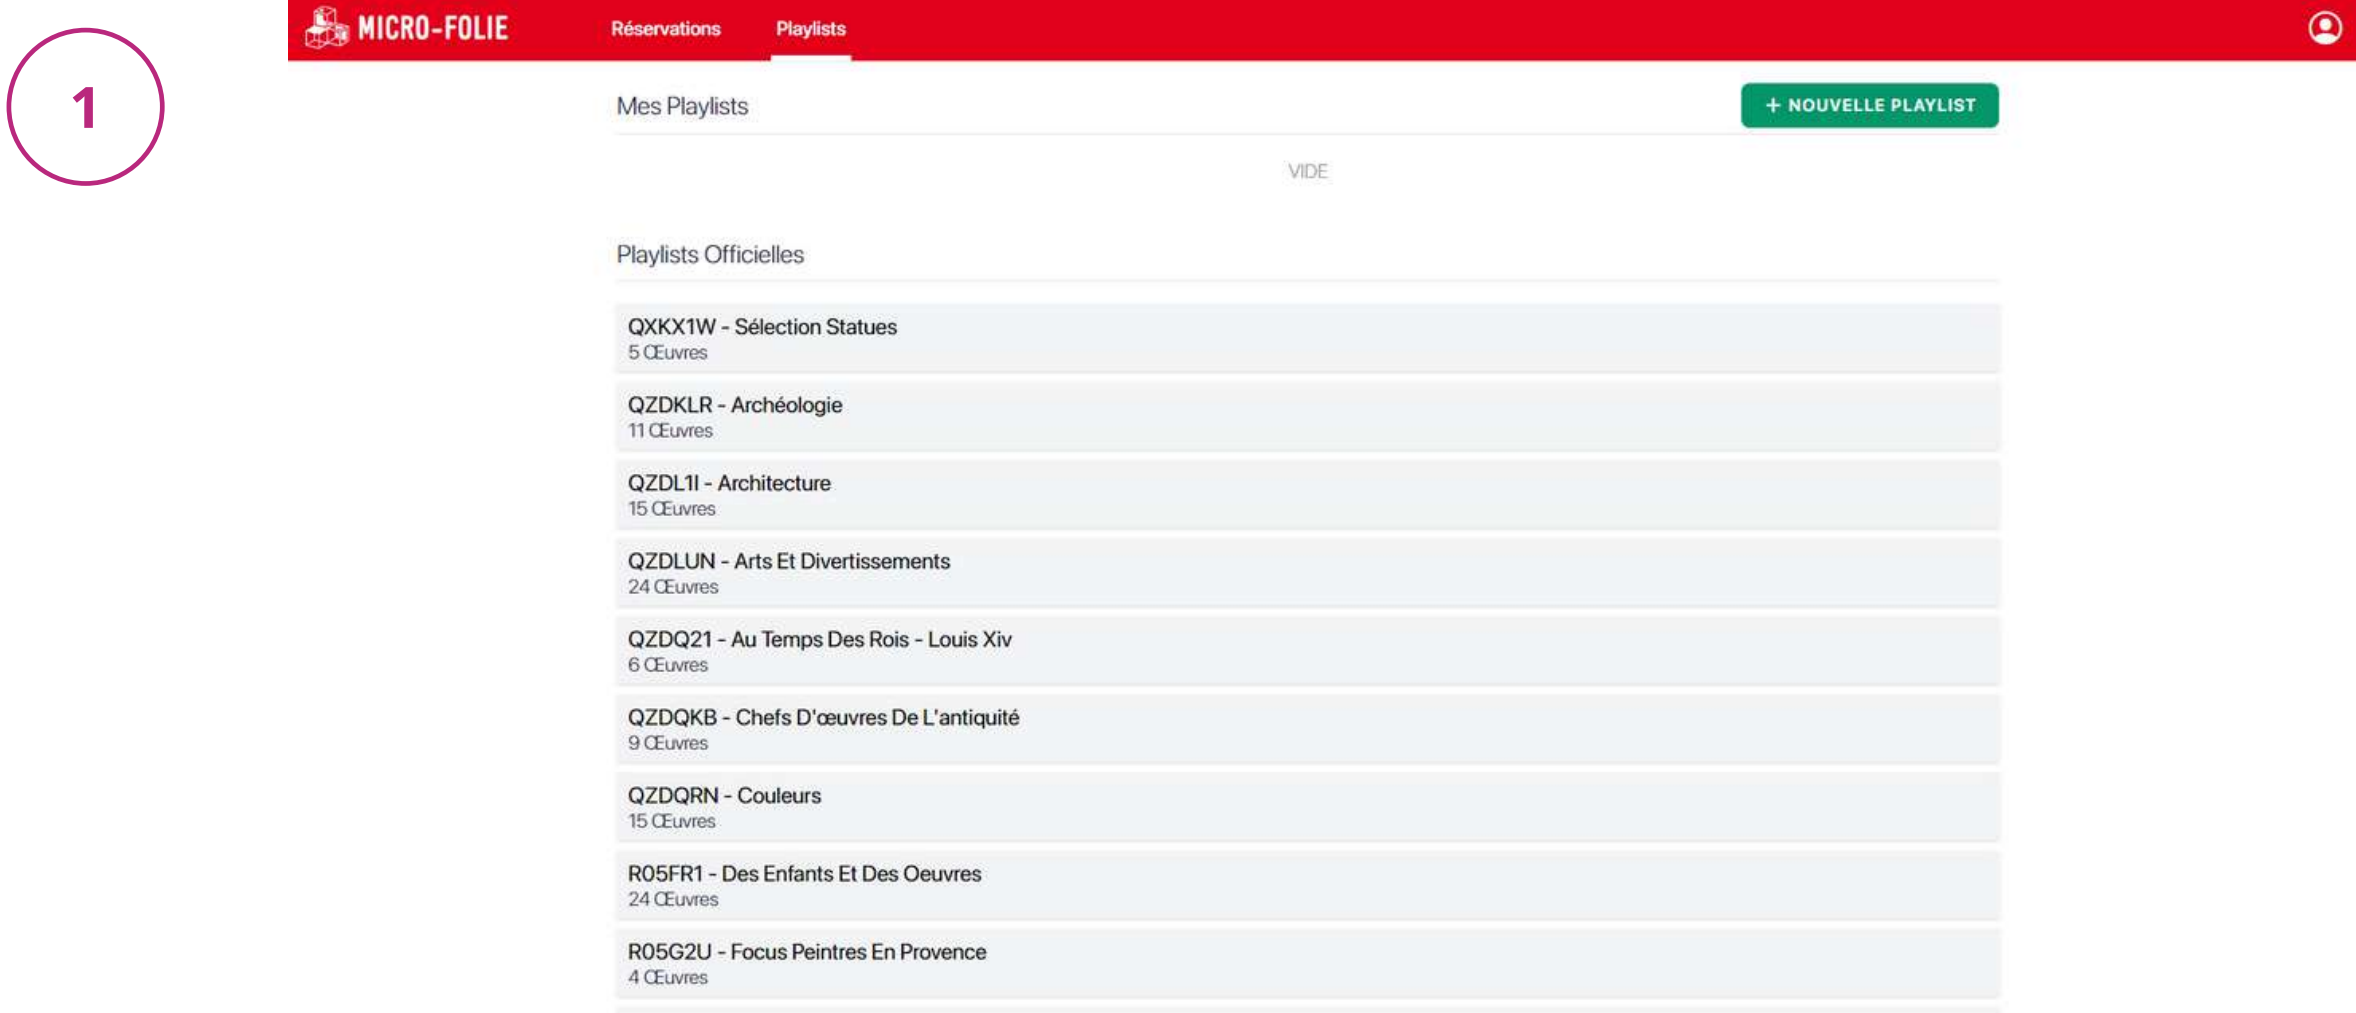 1
MICRO-FOLIE
Réservations
Playlists
Mes Playlists
+ NOUVELLE PLAYLIST
VIDE
Playlists Officielles
QXKX1W - Sélection Statues
5 Œuvres
QZDKLR - Archéologie
11 Œuvres
QZDL1I - Architecture
15 Œuvres
QZDLUN - Arts Et Divertissements
24 Œuvres
QZDQ21 - Au Temps Des Rois - Louis Xiv
6 Œuvres
QZDQKB - Chefs D'œuvres De L'antiquité
9 Œuvres
QZDQRN - Couleurs
15 Œuvres
R05FR1 - Des Enfants Et Des Oeuvres
24 Œuvres
R05G2U - Focus Peintres En Provence
4 Œuvres